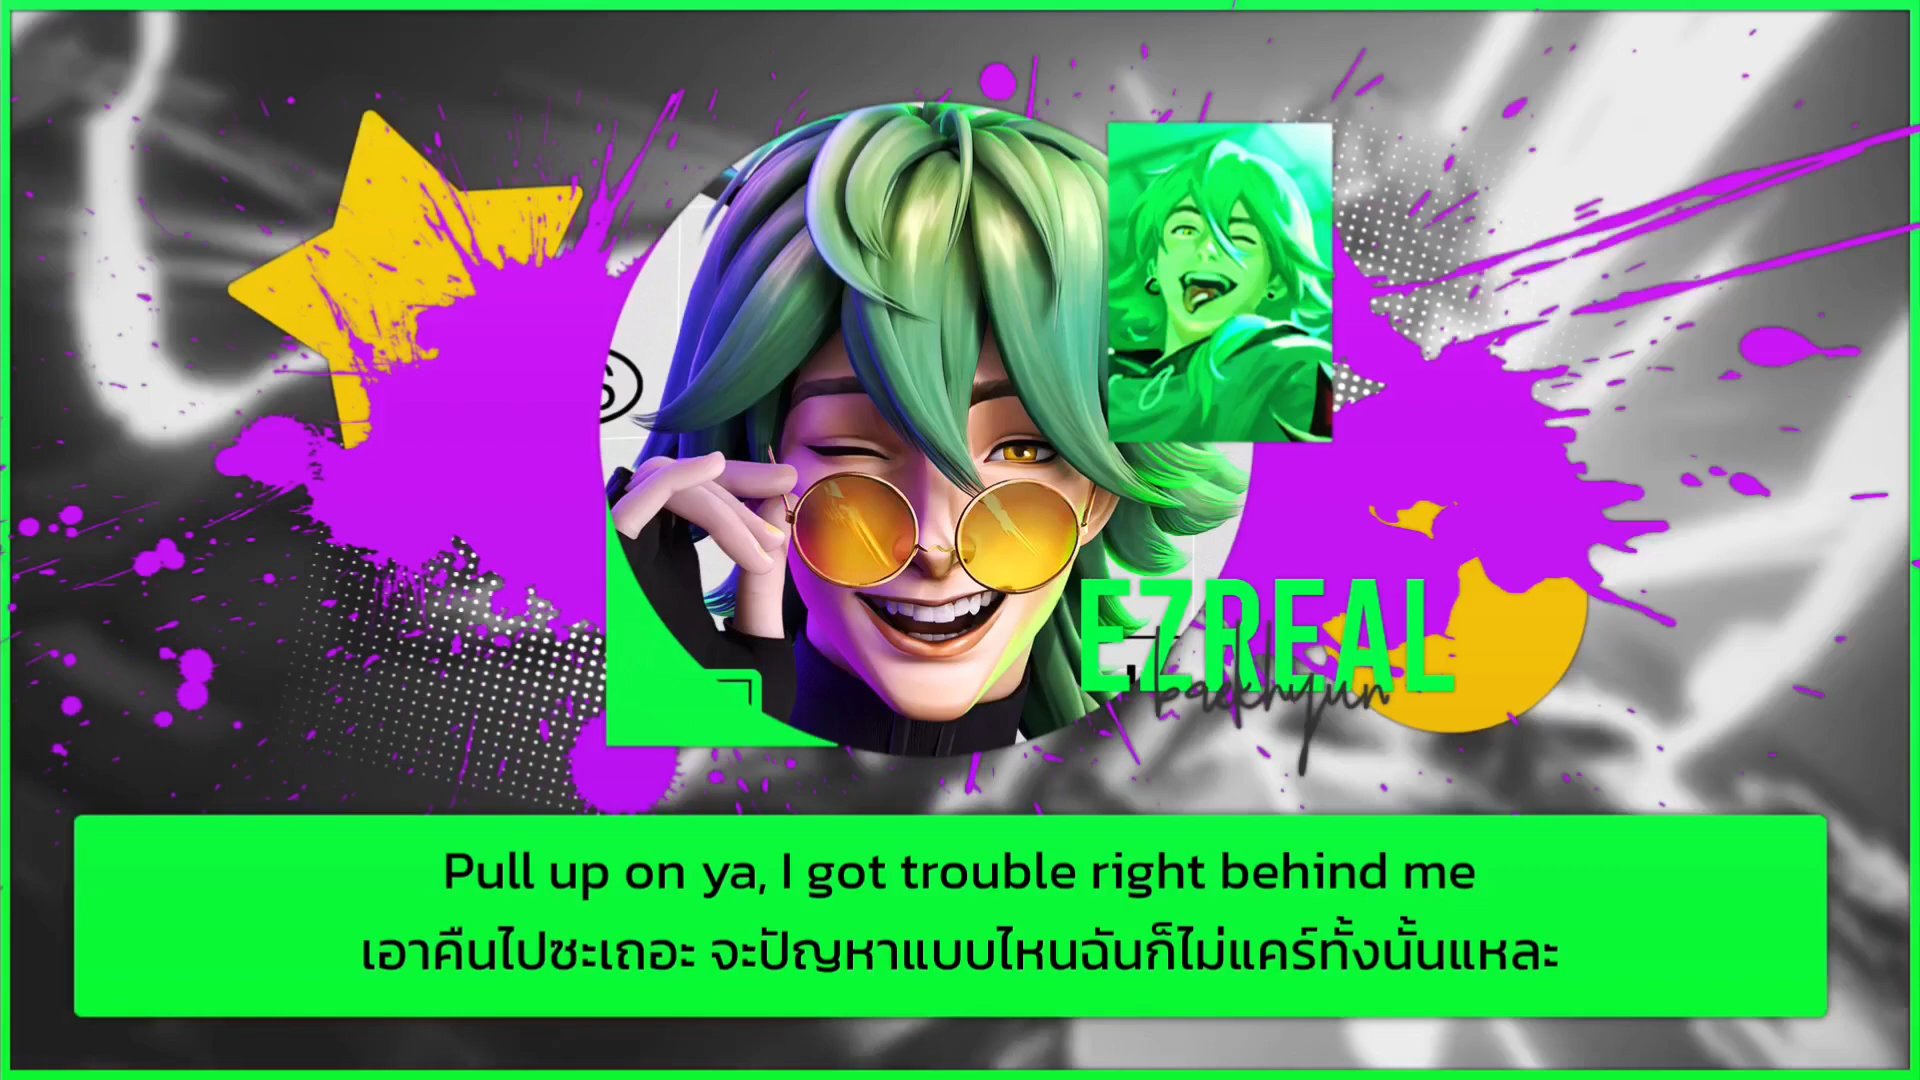 EZREAL
Baekhyun
Pull up on ya, I got trouble right behind me
เอาคืนไปซะเถอะ จะปัญหาแบบไหนฉันก็ไม่แคร์ทั้งนั้นแหละ